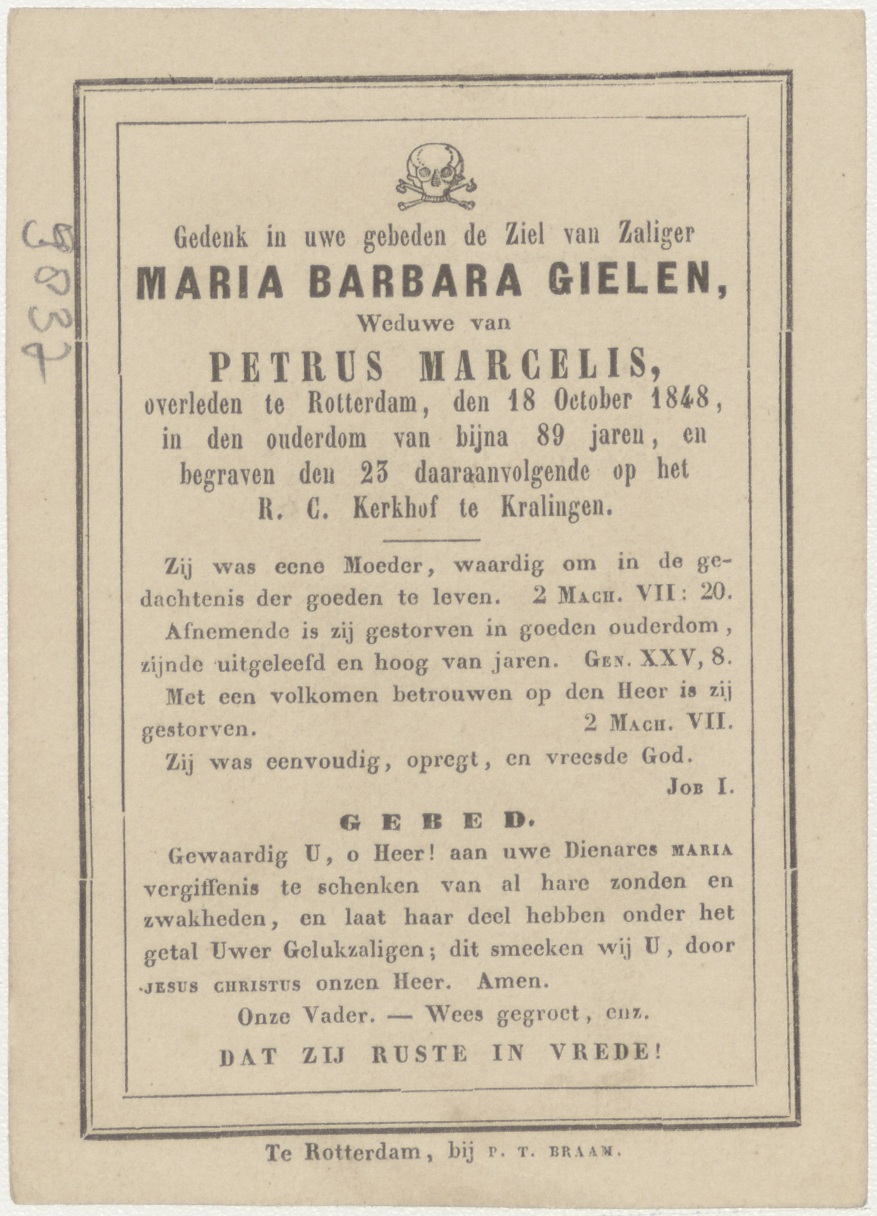 Gedenk in uwe gebeden de Ziel van Zaliger
MARIA BARBARA GIELEN,
Weduwe van
PETRUS MARCELIS,
overleden te Rotterdam, den 18 October 1848,
in den ouderdom van bijna 89 jaren, en
begraven den 23 daaraanvolgende op het
R. C. Kerkhof te Kralingen.
Zij was eene Moeder, waardig om in de ge-
dachtenis der goeden te leven. 2 MACH. VII: 20.
Afnemende is zij gestorven in goeden ouderdom,
zijnde uitgeleefd en hoog van jaren. GEN. XXV, 8.
Met een volkomen betrouwen op den Heer is zij
gestorven. 2 MACH. VII.
Zij was eenvoudig, opregt, en vreesde God.
JOB I.
GEBED.
Gewaardig U, o Heer! aan uwe Dienares MARIA
vergiffenis te schenken van al hare zonden en
zwakheden, en laat haar deel hebben onder het
getal Uwer Gelukzaligen; dit smeeken wij U, door
JESUS CHRISTUS onzen Heer. Amen.
Onze Vader. — Wees gegroet, enz.
DAT ZIJ RUSTE IN VREDE!
Te Rotterdam, bij P. T. BRAAM.